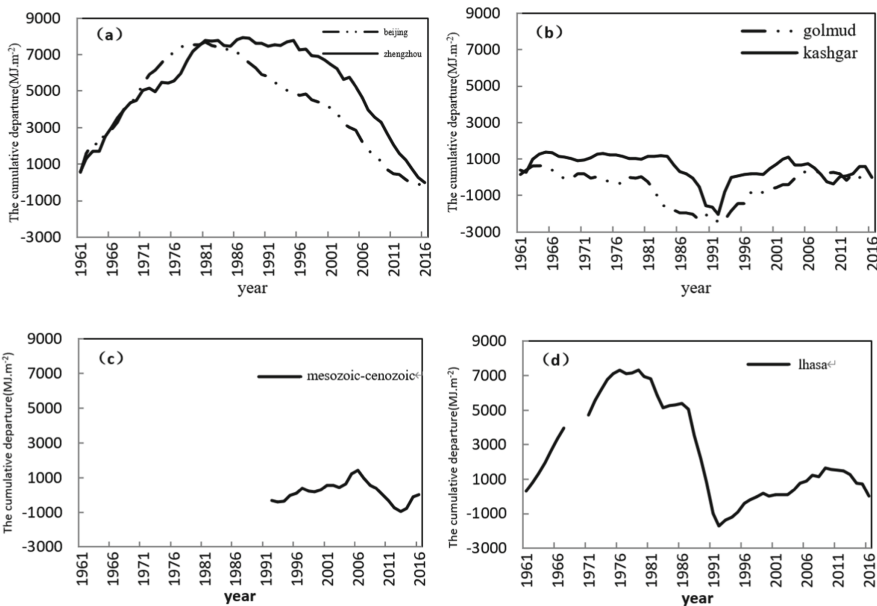 The cumulative departure(MJ.m-2)
9000
7000
5000
3000
1000
-1000
-3000
（a）
beijing
zhengzhou
1961 1966 1971 1976 1981 1986 1991 1996 2001 2006 2011 2016
year
The cumulative departure(MJ.m-2)
9000
7000
5000
3000
1000
-1000
-3000
（b）
golmud
kashgar
1961 1966 1971 1976 1981 1986 1991 1996 2001 2006 2011 2016
year
The cumulative departure(MJ.m-2)
9000
7000
5000
3000
1000
-1000
-3000
（c）
mesozoic-cenozoic↵
1961 1966 1971 1976 1981 1986 1991 1996 2001 2006 2011 2016
year
The cumulative departure(MJ.m-2)
9000
7000
5000
3000
1000
-1000
-3000
（d）
lhasa↵
1961 1966 1971 1976 1981 1986 1991 1996 2001 2006 2011 2016
year